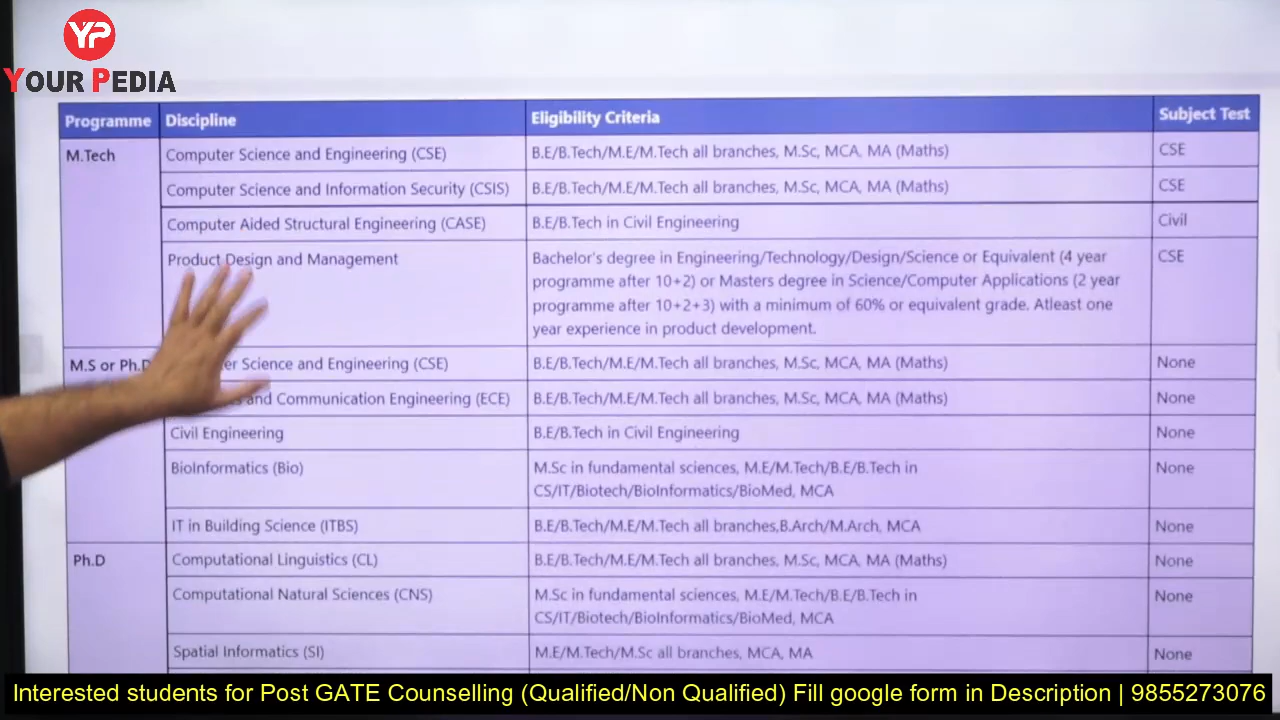 YP
YOUR PEDIA
Programme Discipline Eligibility Criteria Subject Test
M.Tech Computer Science and Engineering (CSE) B.E/B.Tech/M.E/M.Tech all branches, M.Sc, MCA, MA (Maths) CSE
Computer Science and Information Security (CSIS) B.E/B.Tech/M.E/M.Tech all branches, M.Sc, MCA, MA (Maths) CSE
Computer Aided Structural Engineering (CASE) B.E/B.Tech in Civil Engineering Civil
Product Design and Management Bachelor's degree in Engineering/Technology/Design/Science or Equivalent (4 year CSE
programme after 10+2) or Masters degree in Science/Computer Applications (2 year
programme after 10+2+3) with a minimum of 60% or equivalent grade. Atleast one
year experience in product development.
M.S or Ph.D Science and Engineering (CSE) B.E/B.Tech/M.E/M.Tech all branches, M.Sc, MCA, MA (Maths) None
and Communication Engineering (ECE) B.E/B.Tech/M.E/M.Tech all branches, M.Sc, MCA, MA (Maths) None
Civil Engineering B.E/B.Tech in Civil Engineering None
BioInformatics (Bio) M.Sc in fundamental sciences, M.E/M.Tech/B.E/B.Tech in None
CS/IT/Biotech/BioInformatics/BioMed, MCA
IT in Building Science (ITBS) B.E/B.Tech/M.E/M.Tech all branches,B.Arch/M.Arch, MCA None
Ph.D Computational Linguistics (CL) B.E/B.Tech/M.E/M.Tech all branches, M.Sc, MCA, MA (Maths) None
Computational Natural Sciences (CNS) M.Sc in fundamental sciences, M.E/M.Tech/B.E/B.Tech in None
CS/IT/Biotech/BioInformatics/BioMed, MCA
Spatial Informatics (SI) M.E/M.Tech/M.Sc all branches, MCA, MA None
Interested students for Post GATE Counselling (Qualified/Non Qualified) Fill google form in Description | 9855273076